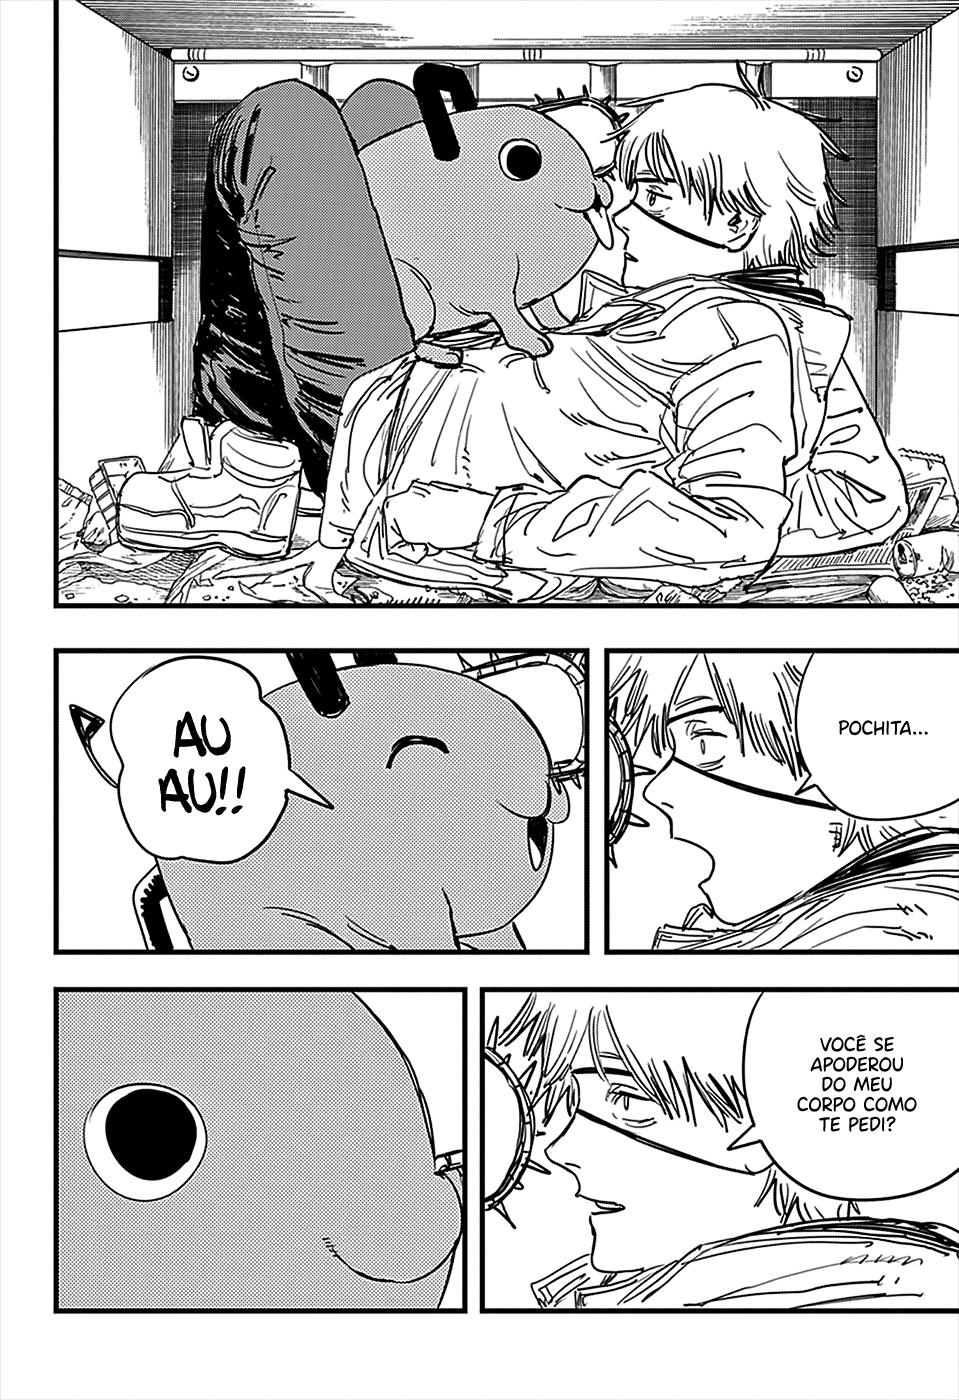 POCHITA...
AU
AU!!
VOCÊ SE
APODEROU
DO MEU
CORPO COMO
TE PEDI?